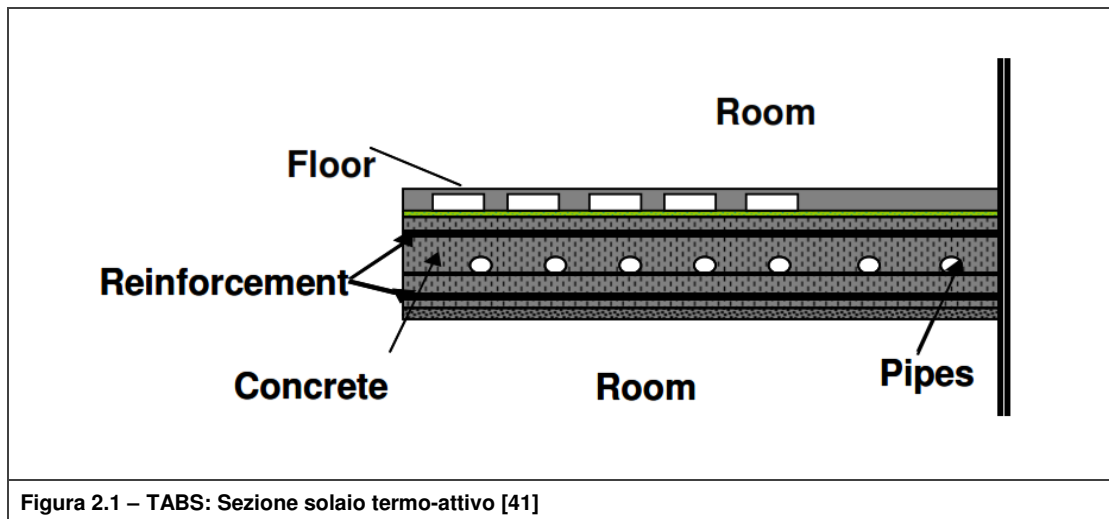 Room
Floor
Reinforcement
Concrete
Room
Pipes
Figura 2.1 – TABS: Sezione solaio termo-attivo [41]